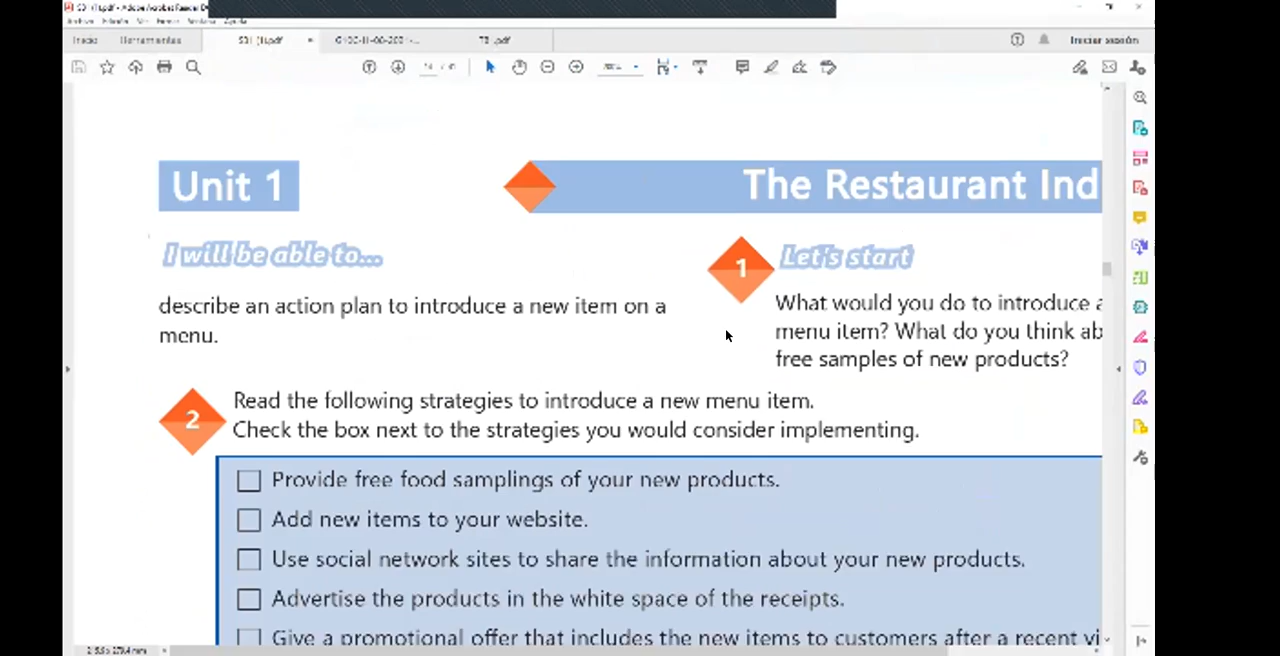 Inicio
Herramientas
Iniciar sesión
Unit 1
The Restaurant Ind
I will be able to...
describe an action plan to introduce a new item on a
menu.
1
Let's start
What would you do to introduce a
menu item? What do you think ab
free samples of new products?
2
Read the following strategies to introduce a new menu item.
Check the box next to the strategies you would consider implementing.
Provide free food samplings of your new products.
Add new items to your website.
Use social network sites to share the information about your new products.
Advertise the products in the white space of the receipts.
Give a promotional offer that includes the new items to customers after a recent vi